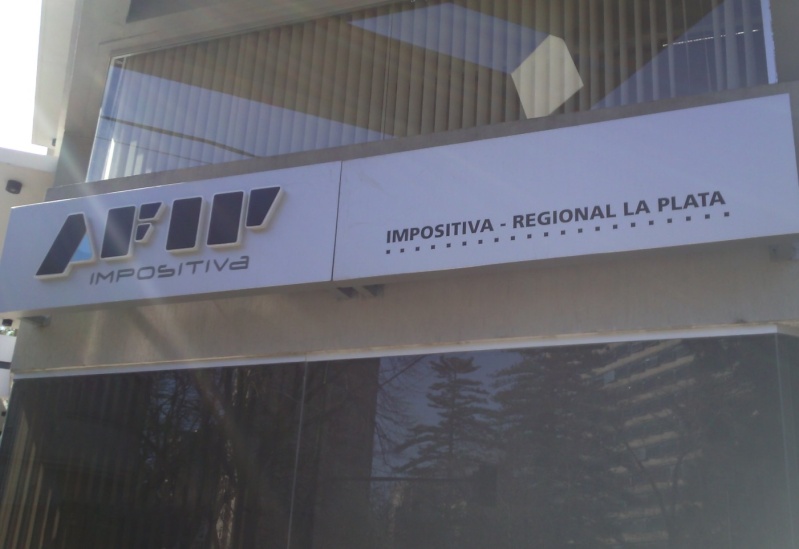 AFIP
IMPOSITIVa
IMPOSITIVA - REGIONAL LA PLATA